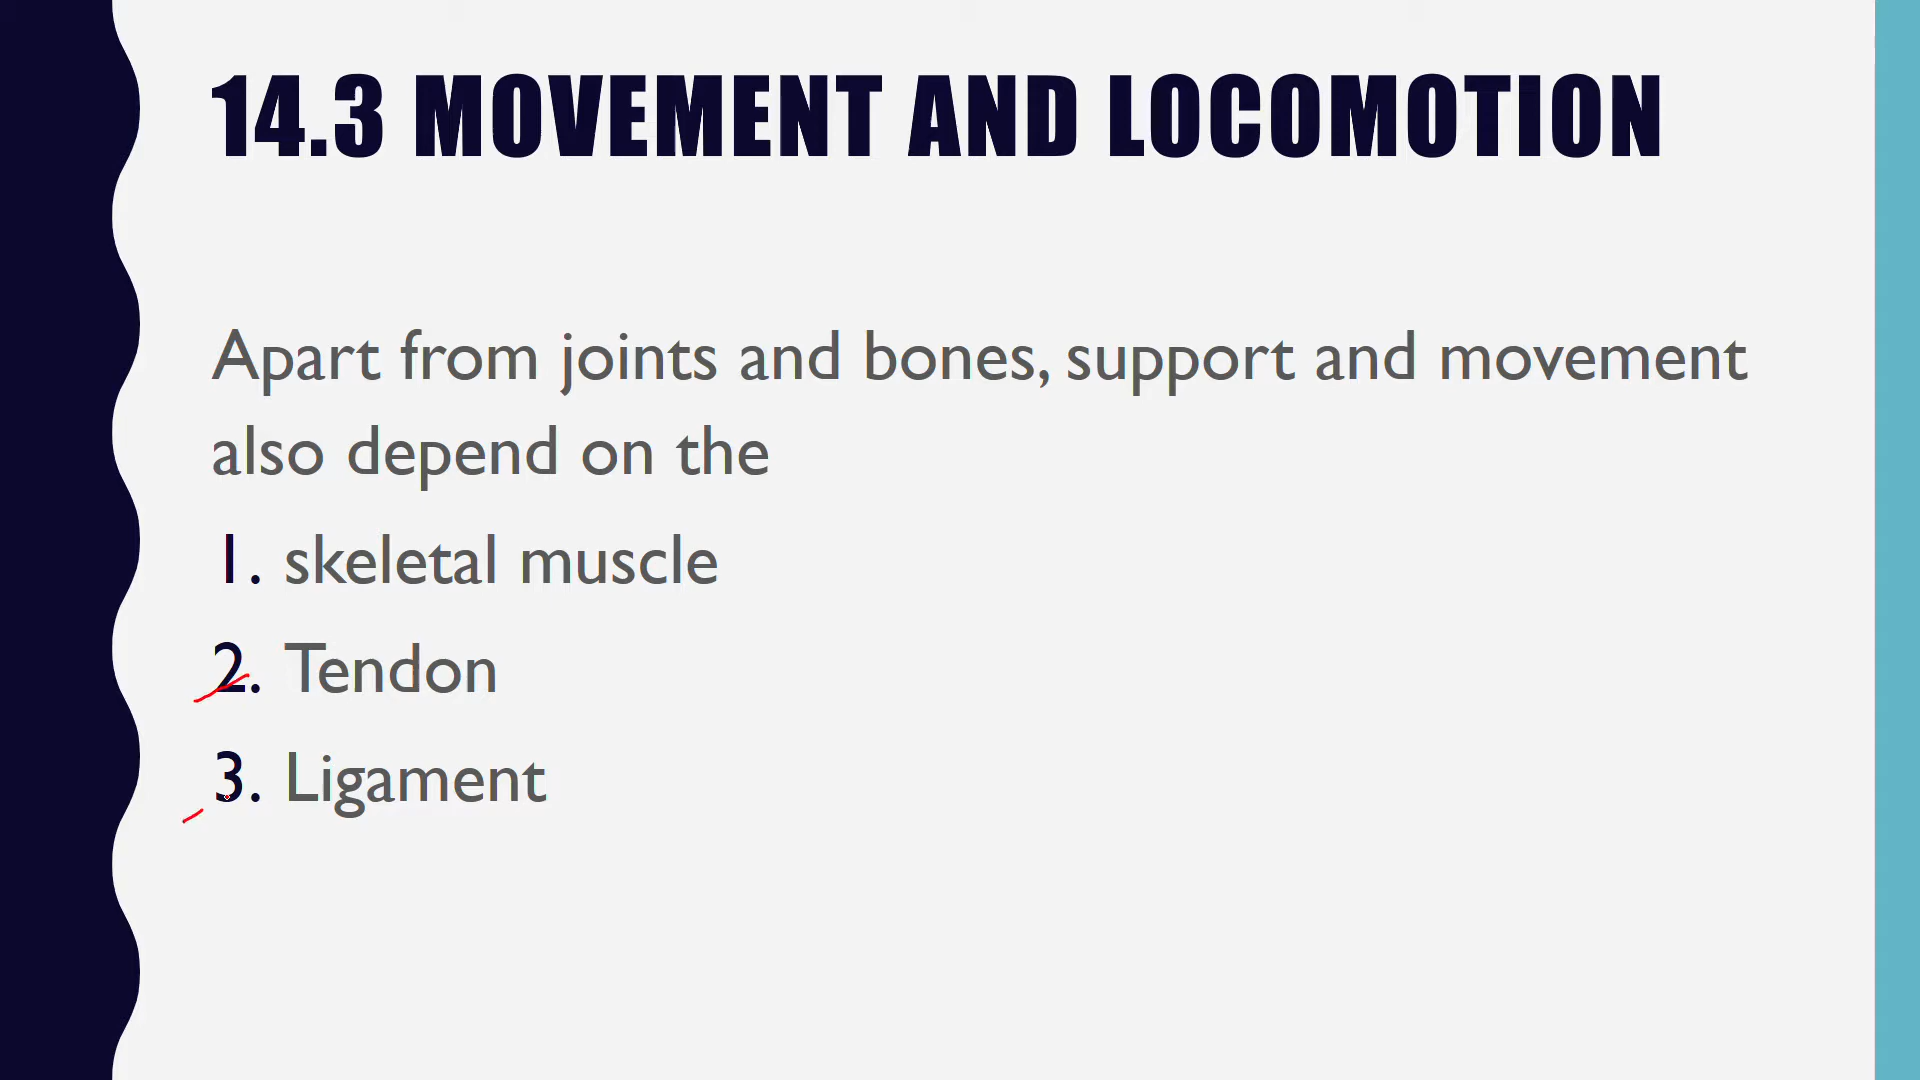 14.3 MOVEMENT AND LOCOMOTION
Apart from joints and bones, support and movement
also depend on the
1. skeletal muscle
2. Tendon
3. Ligament